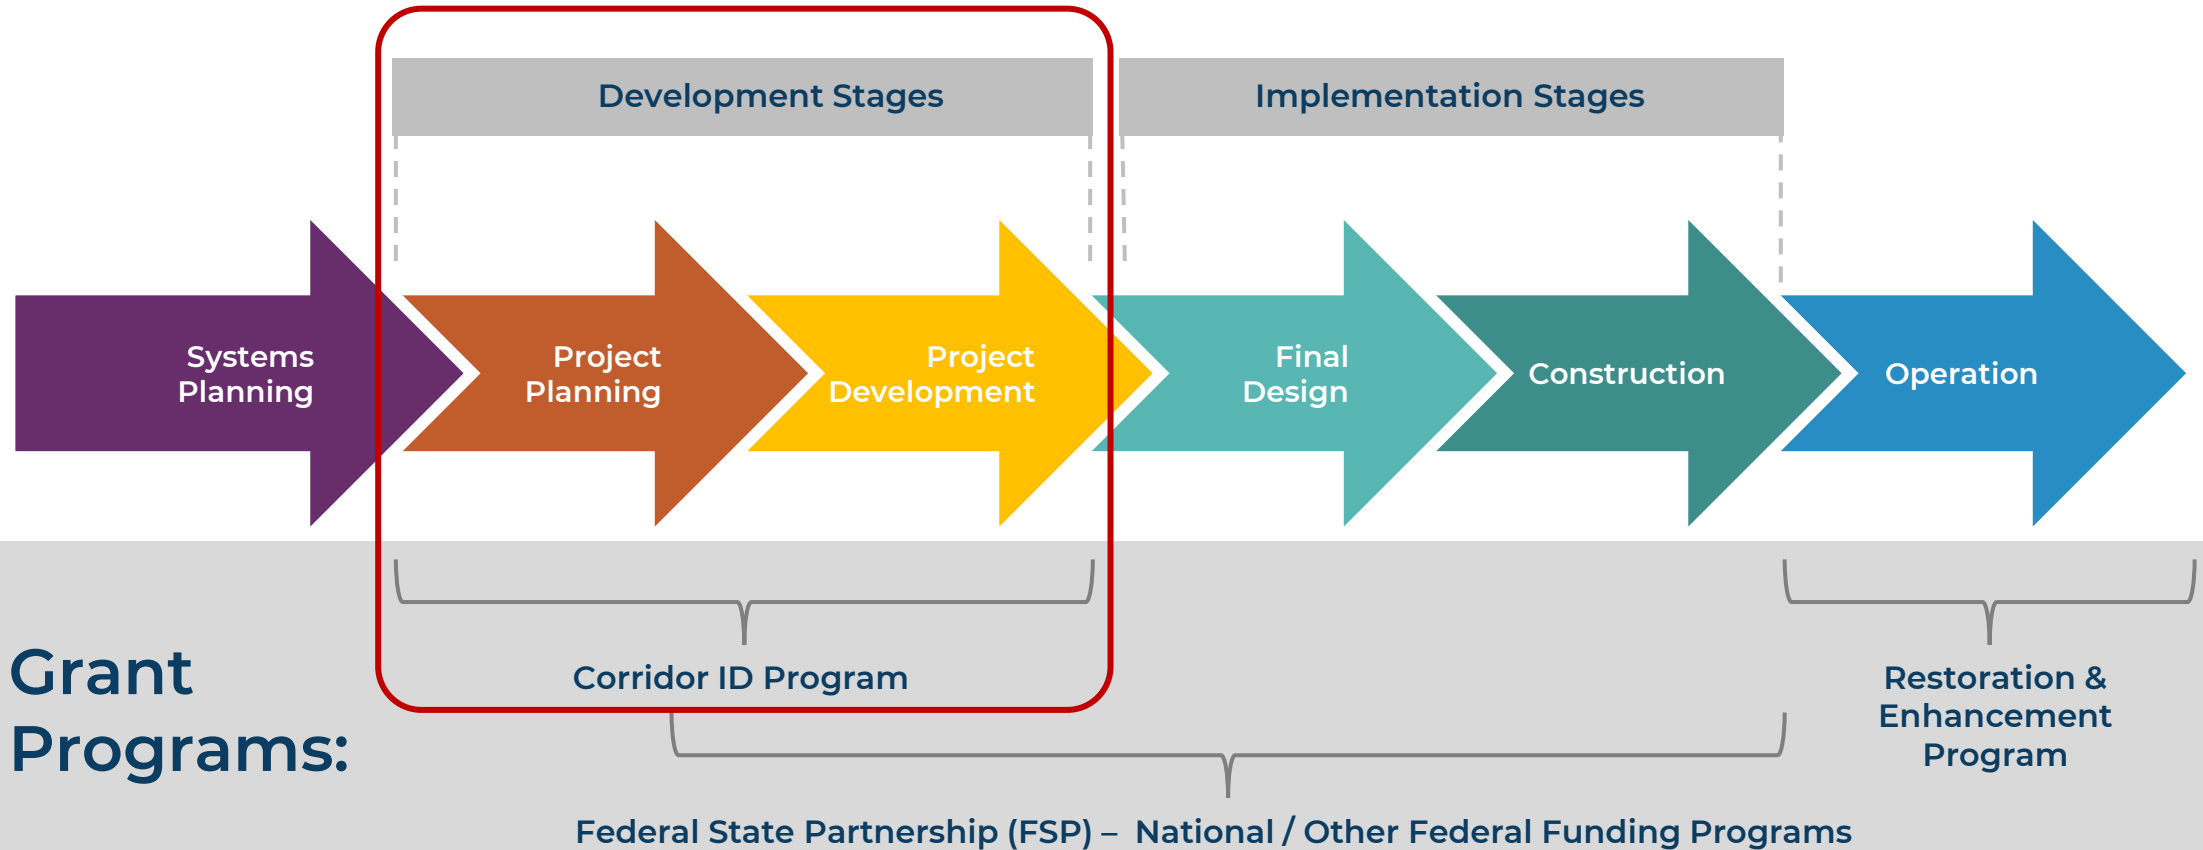 Development Stages
Implementation Stages
Systems
Planning
Project
Planning
Project
Development
Final
Design
Construction
Operation
Grant
Programs:
Corridor ID Program
Restoration &
Enhancement
Program
Federal State Partnership (FSP) – National / Other Federal Funding Programs